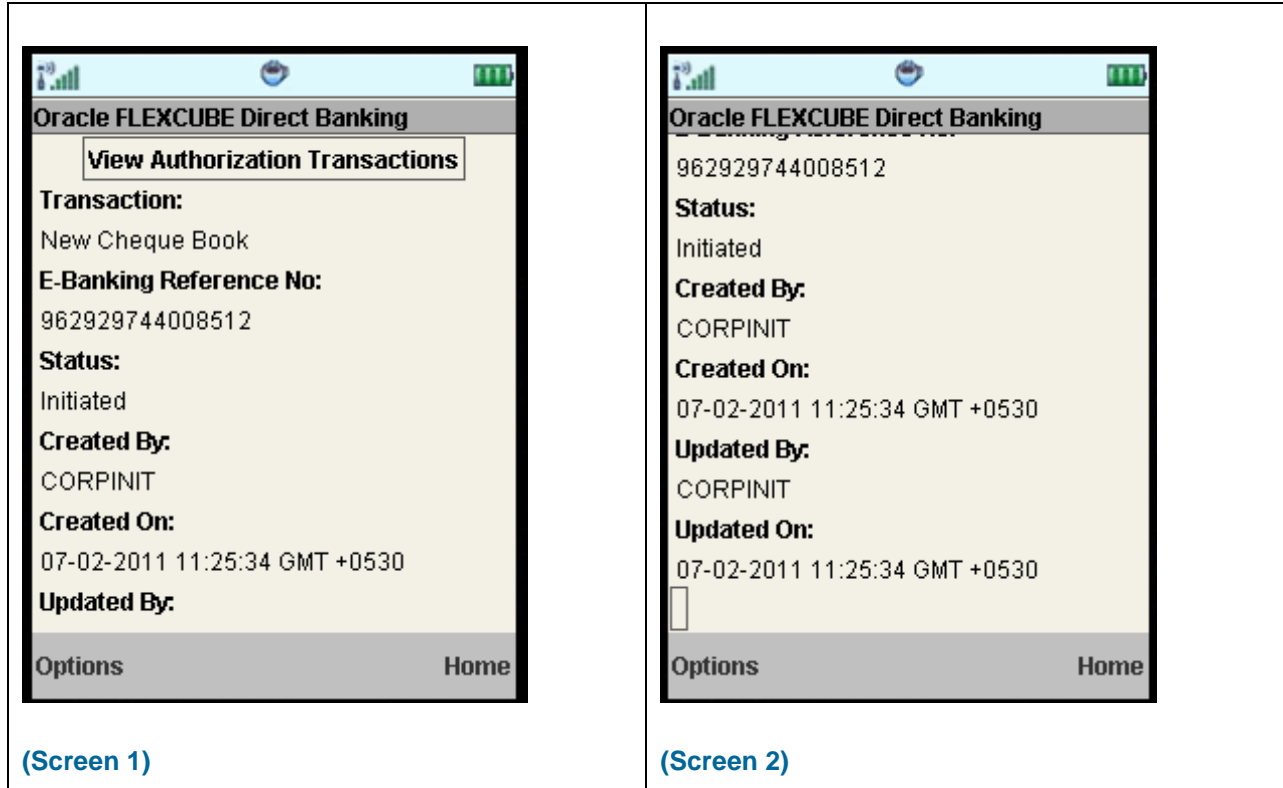 Oracle FLEXCUBE Direct Banking
View Authorization Transactions
Transaction:
New Cheque Book
E-Banking Reference No:
962929744008512
Status:
Initiated
Created By:
CORPINIT
Created On:
07-02-2011 11:25:34 GMT +0530
Updated By:
Options Home
(Screen 1)
Oracle FLEXCUBE Direct Banking
E-Banking Reference No:
962929744008512
Status:
Initiated
Created By:
CORPINIT
Created On:
07-02-2011 11:25:34 GMT +0530
Updated By:
CORPINIT
Updated On:
07-02-2011 11:25:34 GMT +0530
Options Home
(Screen 2)